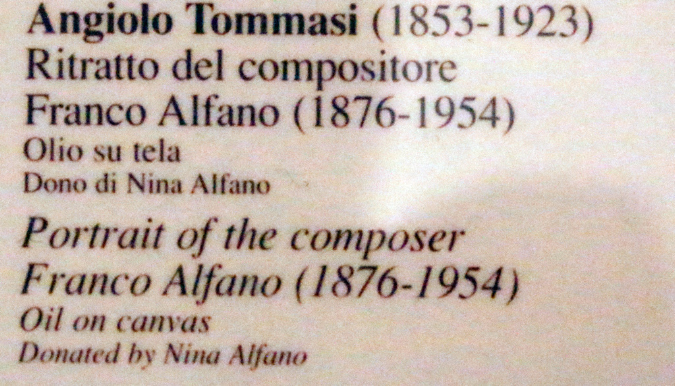 Angiolo Tommasi (1853-1923)
Ritratto del compositore
Franco Alfano (1876-1954)
Olio su tela
Dono di Nina Alfano
Portrait of the composer
Franco Alfano (1876-1954)
Oil on canvas
Donated by Nina Alfano